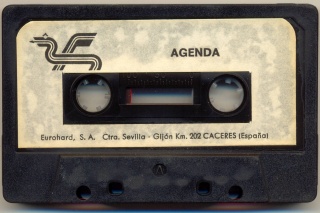 AGENDA
Eurohard, S. A. Ctra. Sevilla - Gijón Km. 202 CACERES (España)
A